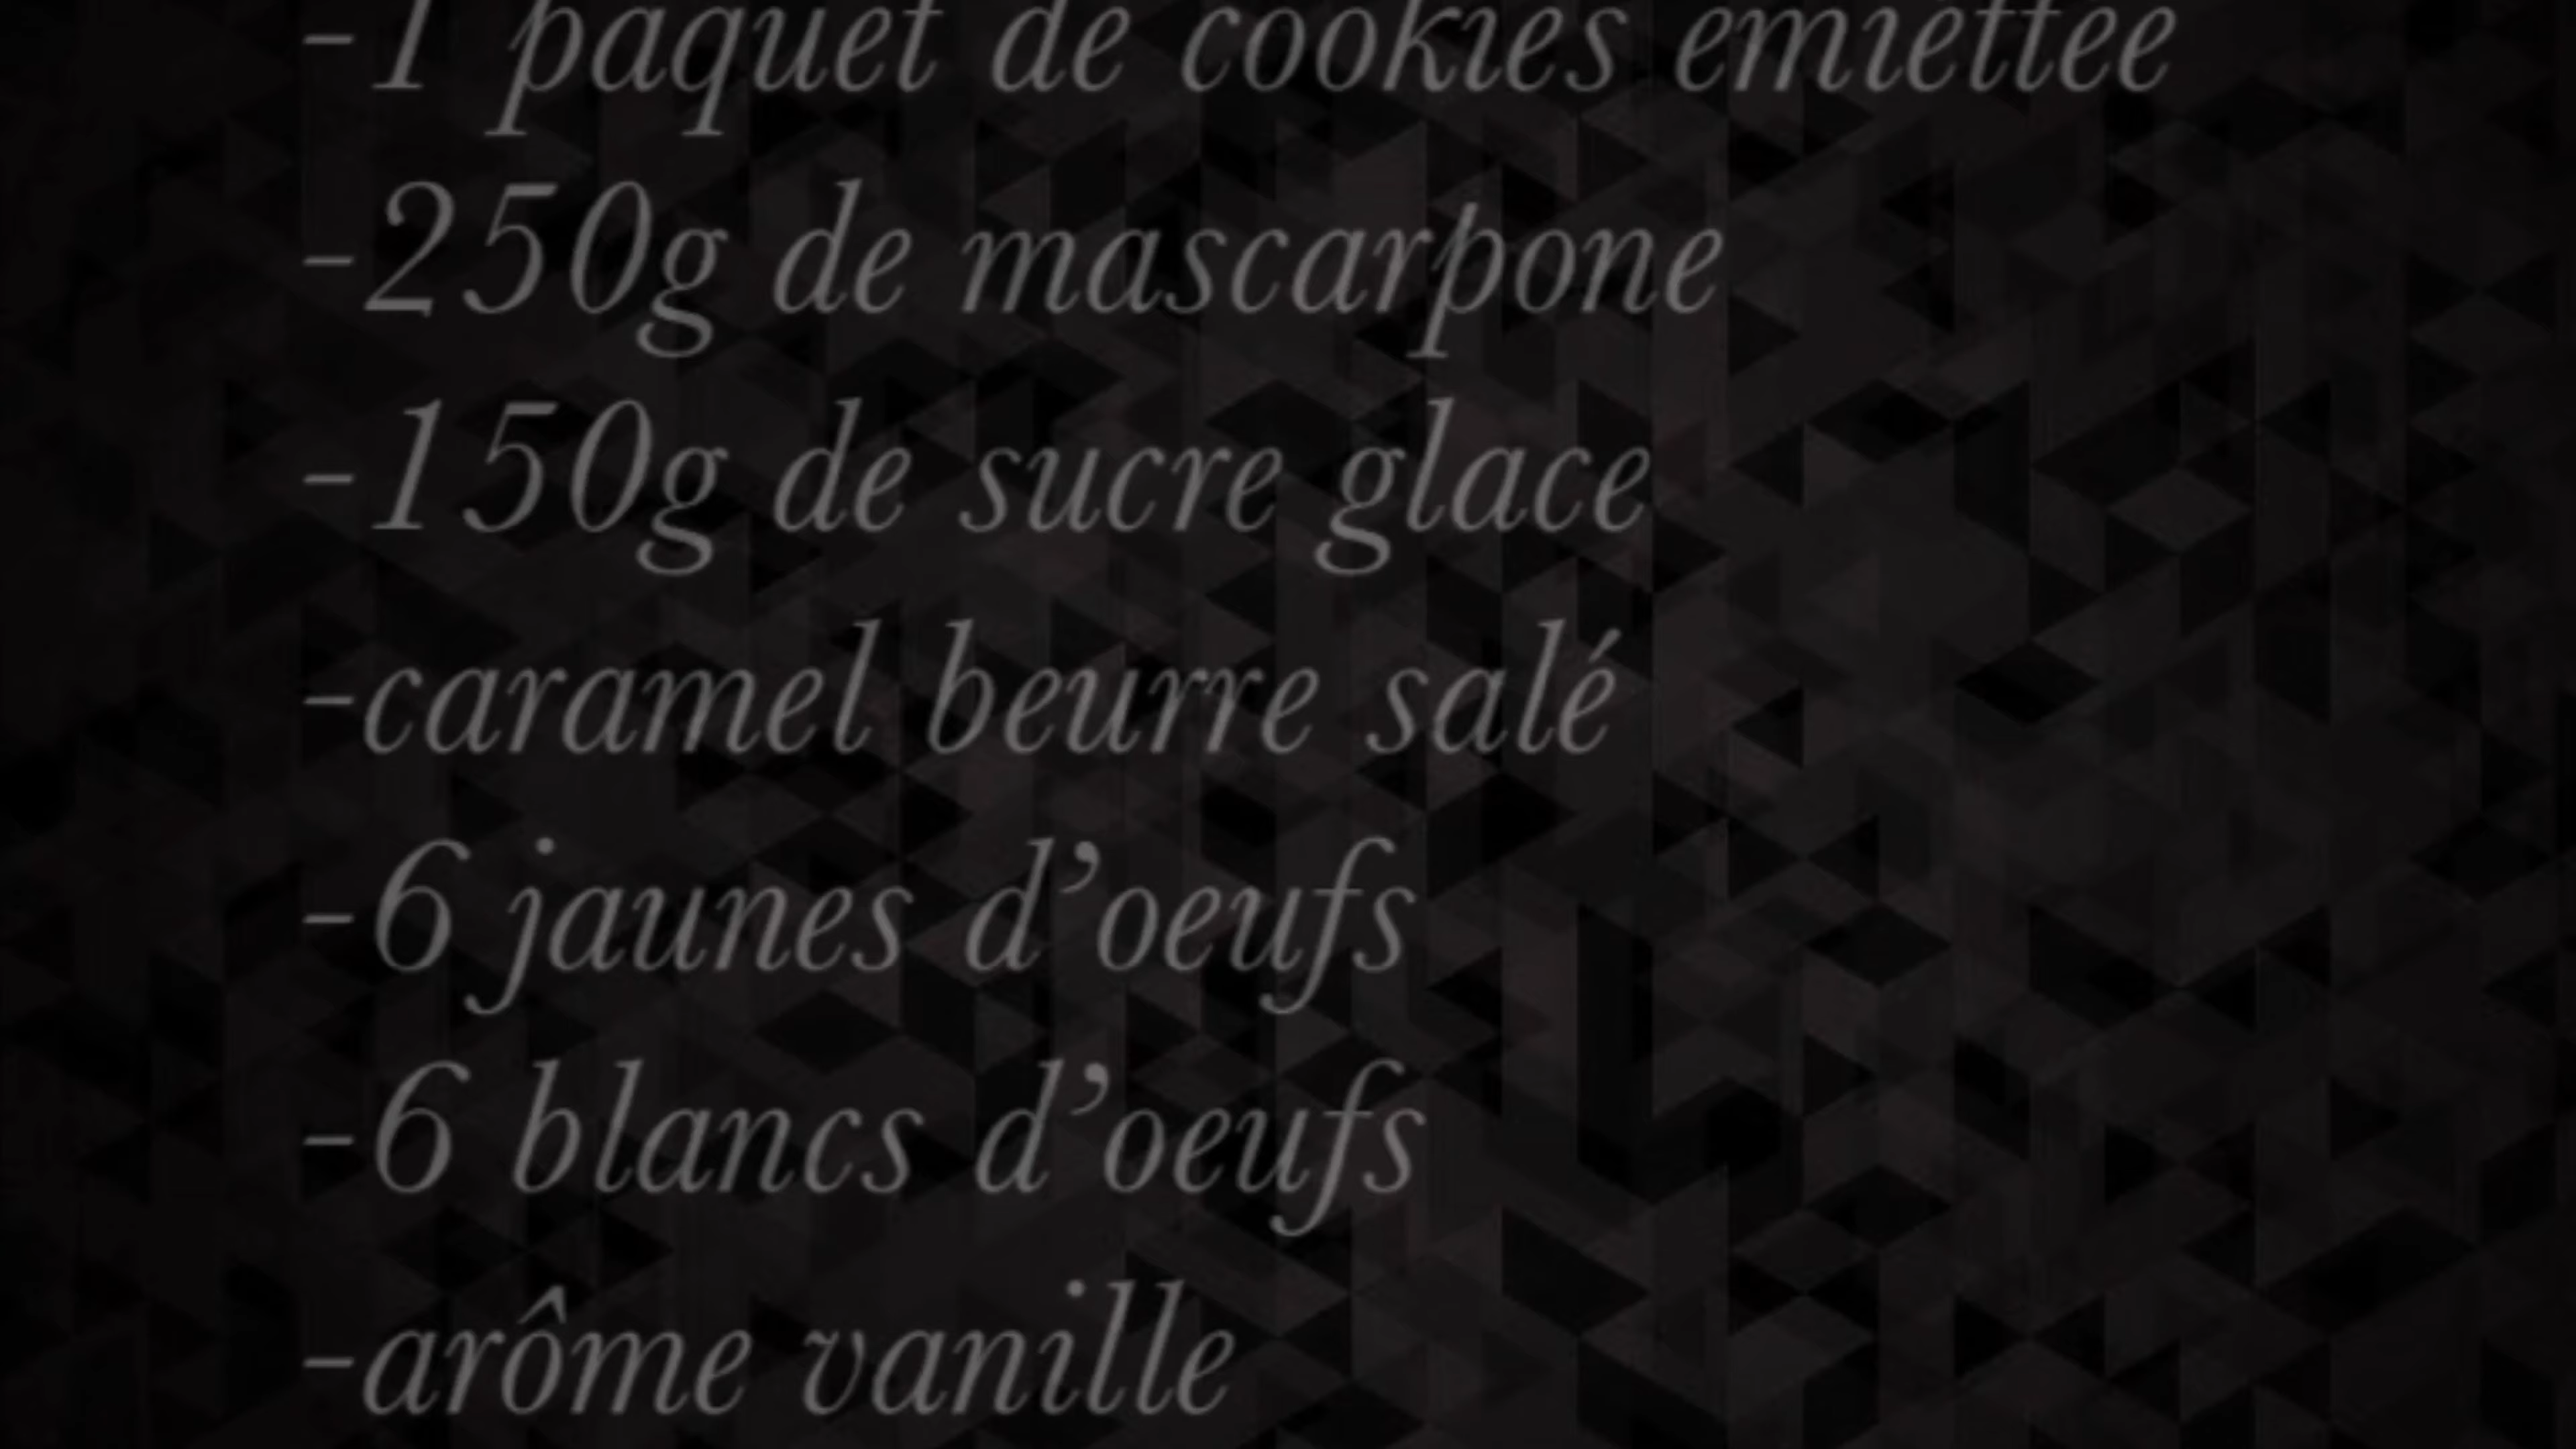 -1 paquet de cookies émiettée
-250g de mascarpone
-150g de sucre glace
-caramel beurre salé
-6 jaunes d’oeufs
-6 blancs d’oeufs
-arôme vanille